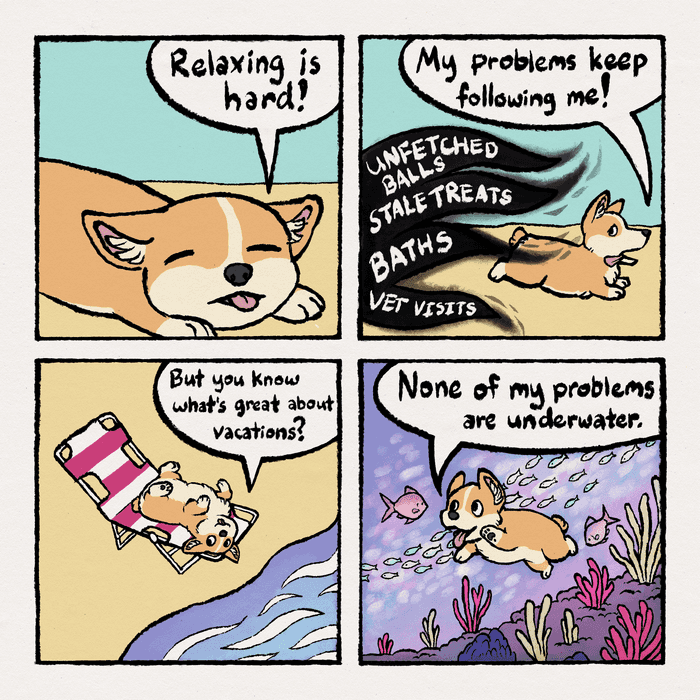 Relaxing is
hard!
My problems keep
following me!
UNFETCHED
BALLS
STALE TREATS
BATHS
VET VISITS
But you know
what's great about
vacations?
None of my problems
are underwater.